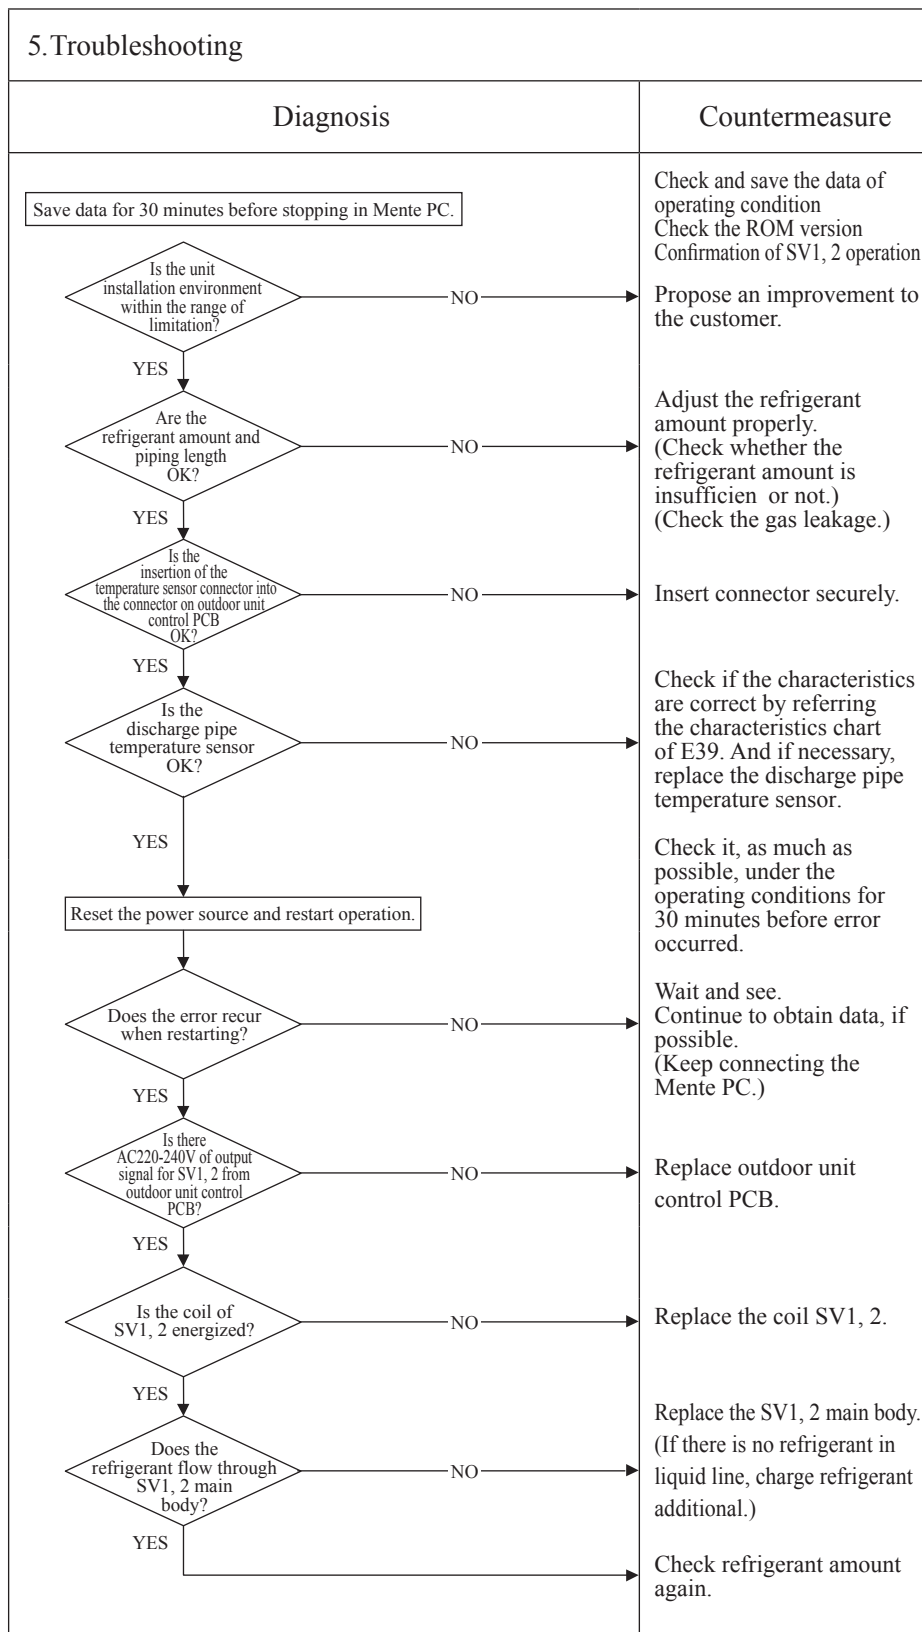 5.Troubleshooting
Diagnosis
Countermeasure
Save data for 30 minutes before stopping in Mente PC.
Check and save the data of
operating condition
Check the ROM version
Confirmation of SV1, 2 operation
Is the unit
installation environment
within the range of
limitation?
NO
Propose an improvement to
the customer.
YES
Are the
refrigerant amount and
piping length
OK?
NO
Adjust the refrigerant
amount properly.
(Check whether the
refrigerant amount is
insufficien or not.)
(Check the gas leakage.)
YES
Is the
insertion of the
temperature sensor connector into
the connector on outdoor unit
control PCB
OK?
NO
Insert connector securely.
YES
Is the
discharge pipe
temperature sensor
OK?
NO
Check if the characteristics
are correct by referring
the characteristics chart
of E39. And if necessary,
replace the discharge pipe
temperature sensor.
YES
Reset the power source and restart operation.
Check it, as much as
possible, under the
operating conditions for
30 minutes before error
occurred.
Does the error recur
when restarting?
NO
Wait and see.
Continue to obtain data, if
possible.
(Keep connecting the
Mente PC.)
YES
Is there
AC220-240V of output
signal for SV1, 2 from
outdoor unit control
PCB?
NO
Replace outdoor unit
control PCB.
YES
Is the coil of
SV1, 2 energized?
NO
Replace the coil SV1, 2.
YES
Does the
refrigerant flow through
SV1, 2 main
body?
NO
Replace the SV1, 2 main body.
(If there is no refrigerant in
liquid line, charge refrigerant
additional.)
YES
Check refrigerant amount
again.